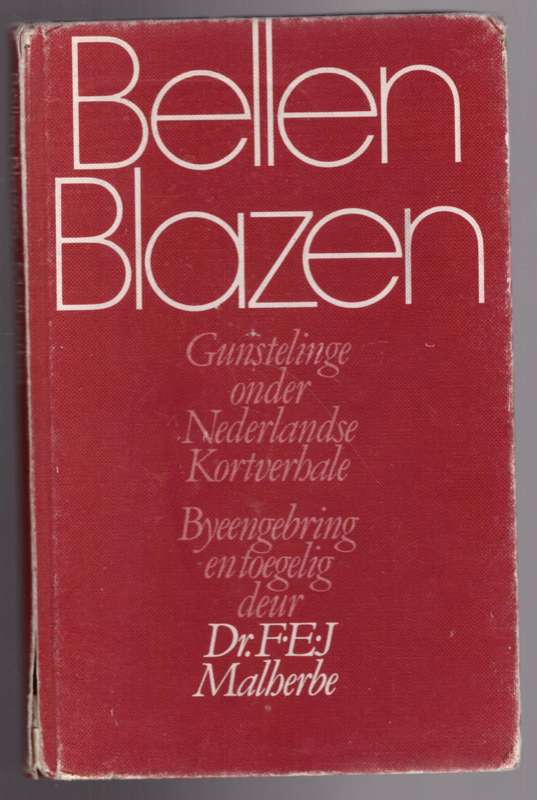 Bellen
Blazen
Gunstelinge
onder
Nederlandse
Kortverhale
Byeengebring
en toegelig
deur
Dr. F·E·J
Malherbe